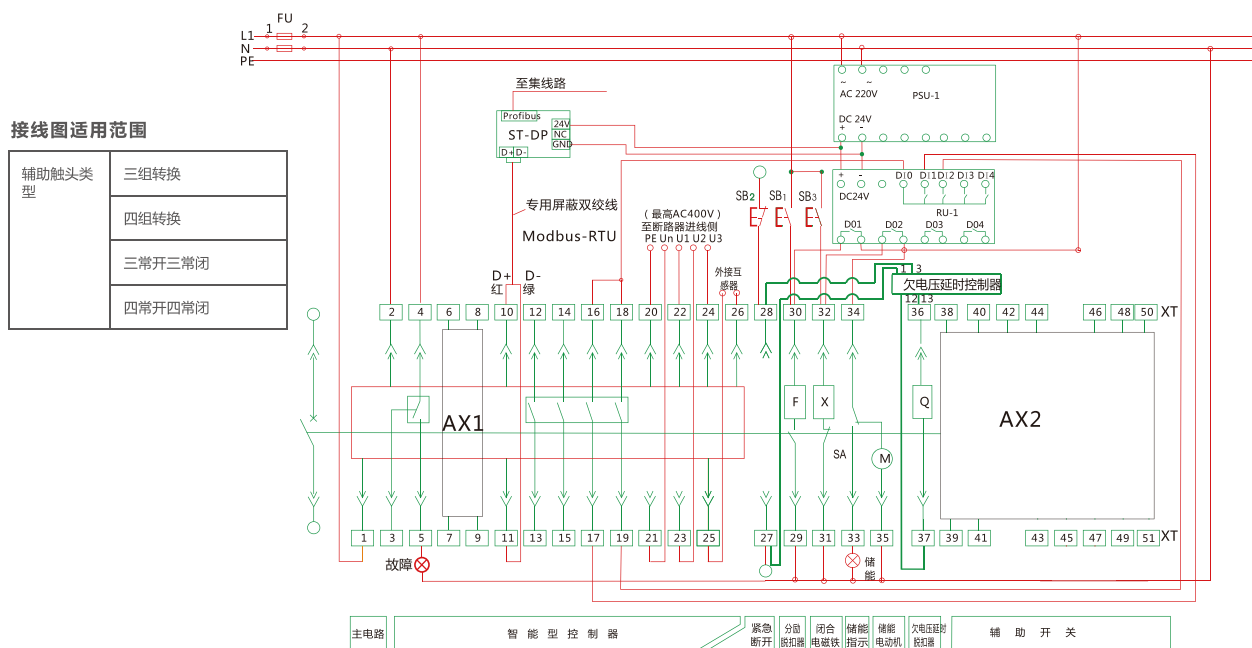 FU
1 2
L1
N
PE
接线图适用范围
辅助触头类型
三组转换
四组转换
三常开三常闭
四常开四常闭
至集线路
Profibus
ST-DP
24V
NC
GND
D+ D-
专用屏蔽双绞线
Modbus-RTU
D+ D-
红 绿
(最高AC400V)
至断路器进线侧
PE Un U1 U2 U3
外接互
感器
SB2 SB1 SB3
~ ~
AC 220V
PSU-1
DC 24V
+ -
+ - DI0 DI1 DI2 DI3 DI4
DC24V
RU-1
D01 D02 D03 D04
1 3
欠电压延时控制器
12 13
2 4 6 8 10 12 14 16 18 20 22 24 26 28 30 32 34 36 38 40 42 44 46 48 50 XT
AX1
F X Q
AX2
SA
M
1 3 5 7 9 11 13 15 17 19 21 23 25 27 29 31 33 35 37 39 41 43 45 47 49 51 XT
故障
储
能
主电路
智能型控制器
紧急
断开
分励
脱扣器
闭合
电磁铁
储能
指示
储能
电动机
欠电压延时
脱扣器
辅助开关